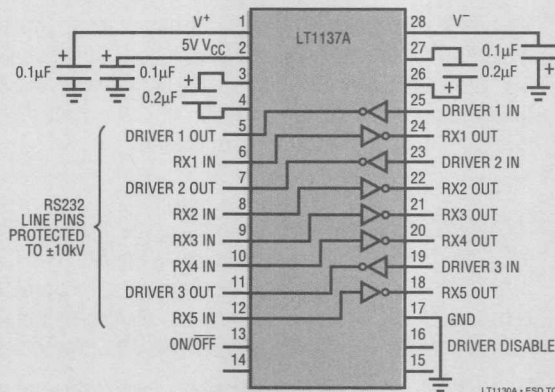 LT1137A
V+ 1
5V VCC 2
0.1µF
0.1µF
3
0.2µF
4
DRIVER 1 OUT 5
RX1 IN 6
DRIVER 2 OUT 7
RX2 IN 8
RX3 IN 9
RX4 IN 10
DRIVER 3 OUT 11
RX5 IN 12
ON/OFF 13
14
RS232
LINE PINS
PROTECTED
TO ±10kV
28 V−
27
0.1µF
0.2µF
26
25 DRIVER 1 IN
24 RX1 OUT
23 DRIVER 2 IN
22 RX2 OUT
21 RX3 OUT
20 RX4 OUT
19 DRIVER 3 IN
18 RX5 OUT
17 GND
16 DRIVER DISABLE
15